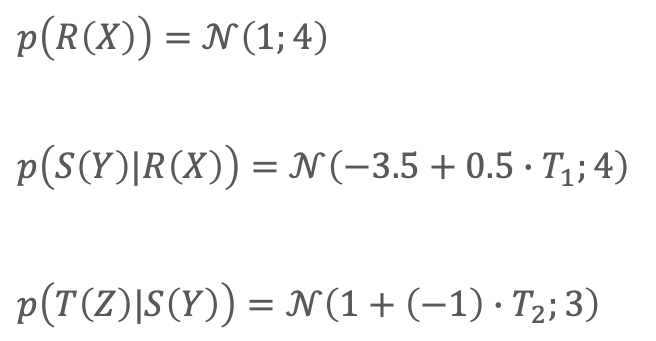 p(R(X)) = 𝒩(1; 4)
p(S(Y)|R(X)) = 𝒩(−3.5 + 0.5 · T₁; 4)
p(T(Z)|S(Y)) = 𝒩(1 + (−1) · T₂; 3)